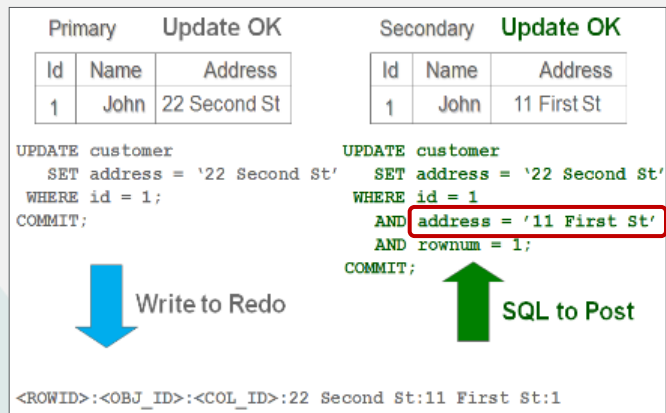 Primary Update OK
Id Name Address
1 John 22 Second St
UPDATE customer
SET address = ‘22 Second St’
WHERE id = 1;
COMMIT;
Write to Redo
Secondary Update OK
Id Name Address
1 John 11 First St
UPDATE customer
SET address = ‘22 Second St’
WHERE id = 1
AND address = ’11 First St’
AND rownum = 1;
COMMIT;
SQL to Post
<ROWID>:<OBJ_ID>:<COL_ID>:22 Second St:11 First St:1